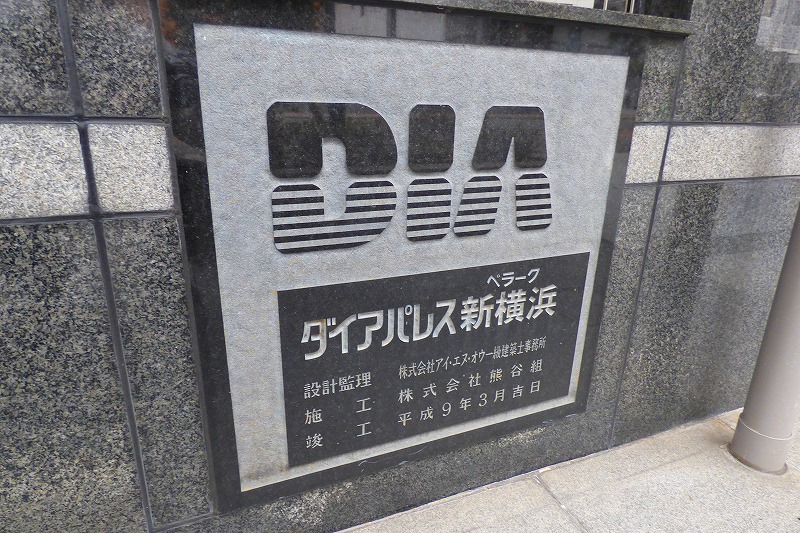 DIA
ペラーク
ダイアパレス新横浜
設計監理 株式会社アイ・エヌ・オウ一級建築士事務所
施工 株式会社熊谷組
竣工 平成9年3月吉日